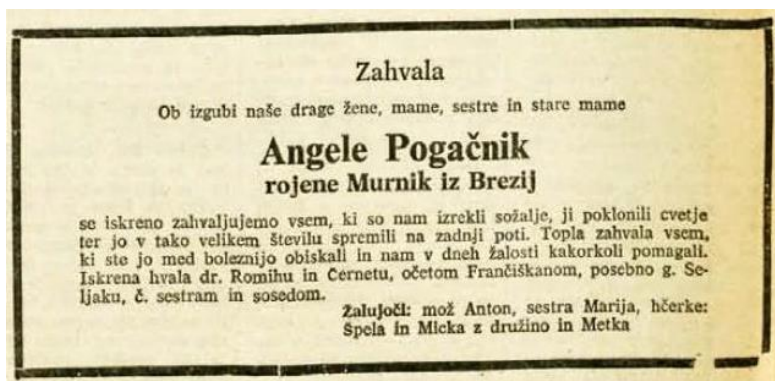 Zahvala
Ob izgubi naše drage žene, mame, sestre in stare mame
Angele Pogačnik
rojene Murnik iz Brezij
se iskreno zahvaljujemo vsem, ki so nam izrekli sožalje, ji poklonili cvetje
ter jo v tako velikem številu spremili na zadnji poti. Topla zahvala vsem,
ki ste jo med boleznijo obiskali in nam v dneh žalosti kakorkoli pomagali.
Iskrena hvala dr. Romihu in Černetu, očetom Frančiškanom, posebno g. Se-
ljaku, č. sestram in sosedom.
Žalujoči: mož Anton, sestra Marija, hčerke:
Špela in Micka z družino in Metka